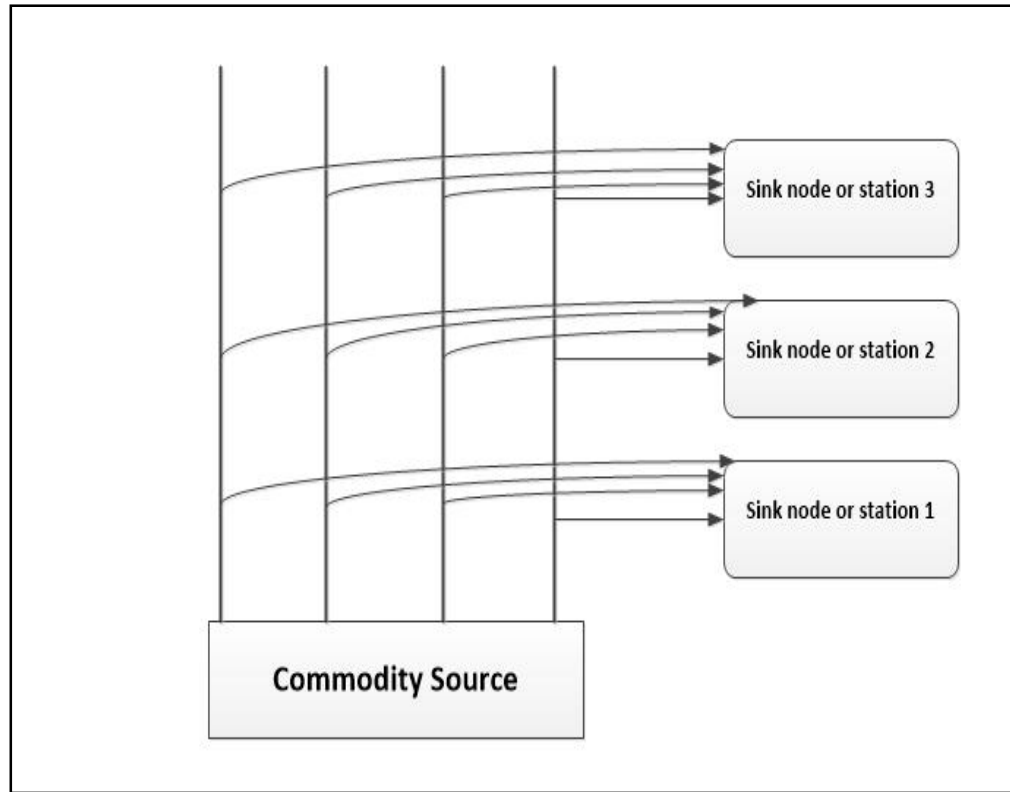 Sink node or station 3
Sink node or station 2
Sink node or station 1
Commodity Source